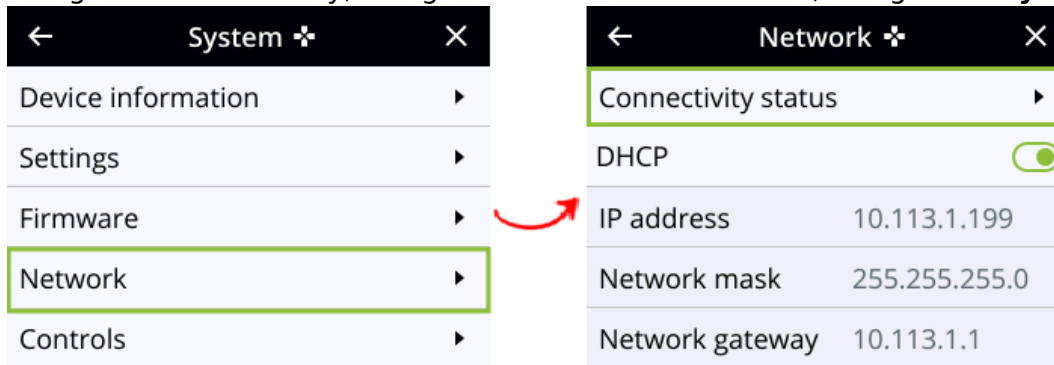 System
Device information
Settings
Firmware
Network
Controls
Network
Connectivity status
DHCP
IP address 10.113.1.199
Network mask 255.255.255.0
Network gateway 10.113.1.1